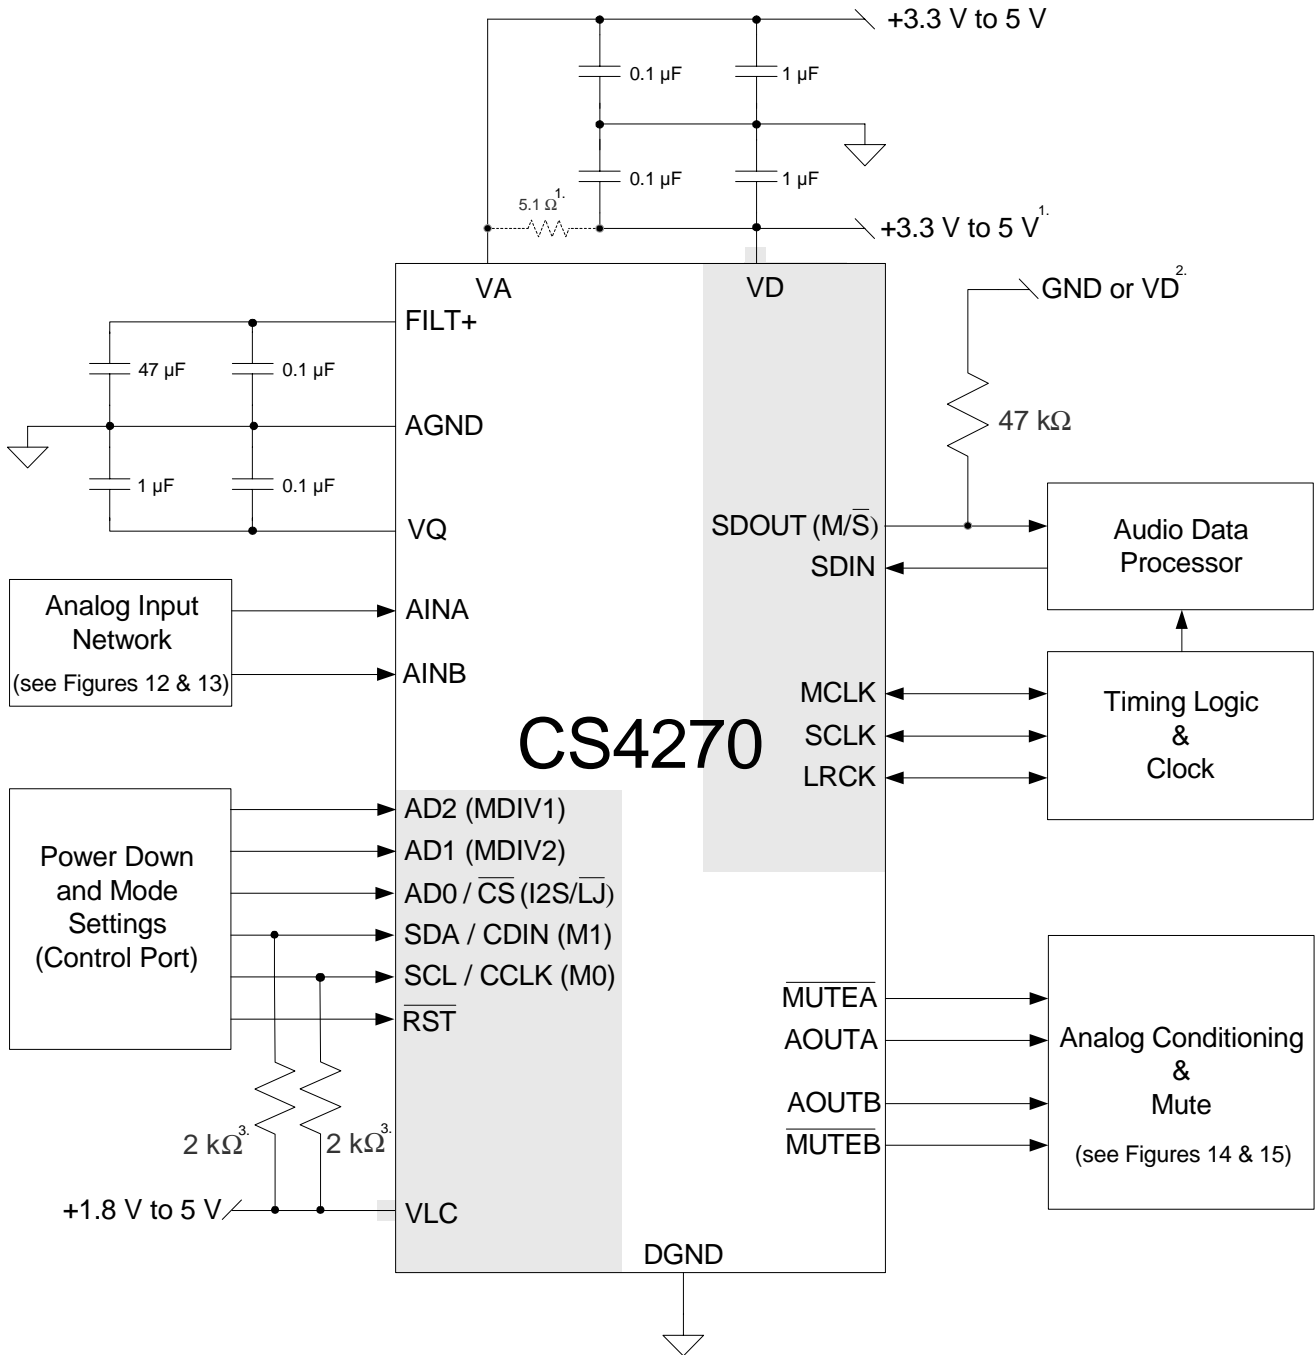 +3.3 V to 5 V
0.1 µF
1 µF
0.1 µF
1 µF
5.1 Ω1.
+3.3 V to 5 V1.
VA
VD
GND or VD2.
FILT+
47 µF
0.1 µF
47 kΩ
AGND
1 µF
0.1 µF
VQ
SDOUT (M/S̅)
SDIN
Audio Data
Processor
Analog Input
Network
(see Figures 12 & 13)
AINA
AINB
CS4270
MCLK
SCLK
LRCK
Timing Logic
&
Clock
Power Down
and Mode
Settings
(Control Port)
AD2 (MDIV1)
AD1 (MDIV2)
AD0 / C̅S̅ (I2S/L̅J̅)
SDA / CDIN (M1)
SCL / CCLK (M0)
R̅S̅T̅
M̅U̅T̅E̅A̅
AOUTA
AOUTB
M̅U̅T̅E̅B̅
Analog Conditioning
&
Mute
(see Figures 14 & 15)
2 kΩ3.
2 kΩ3.
+1.8 V to 5 V
VLC
DGND